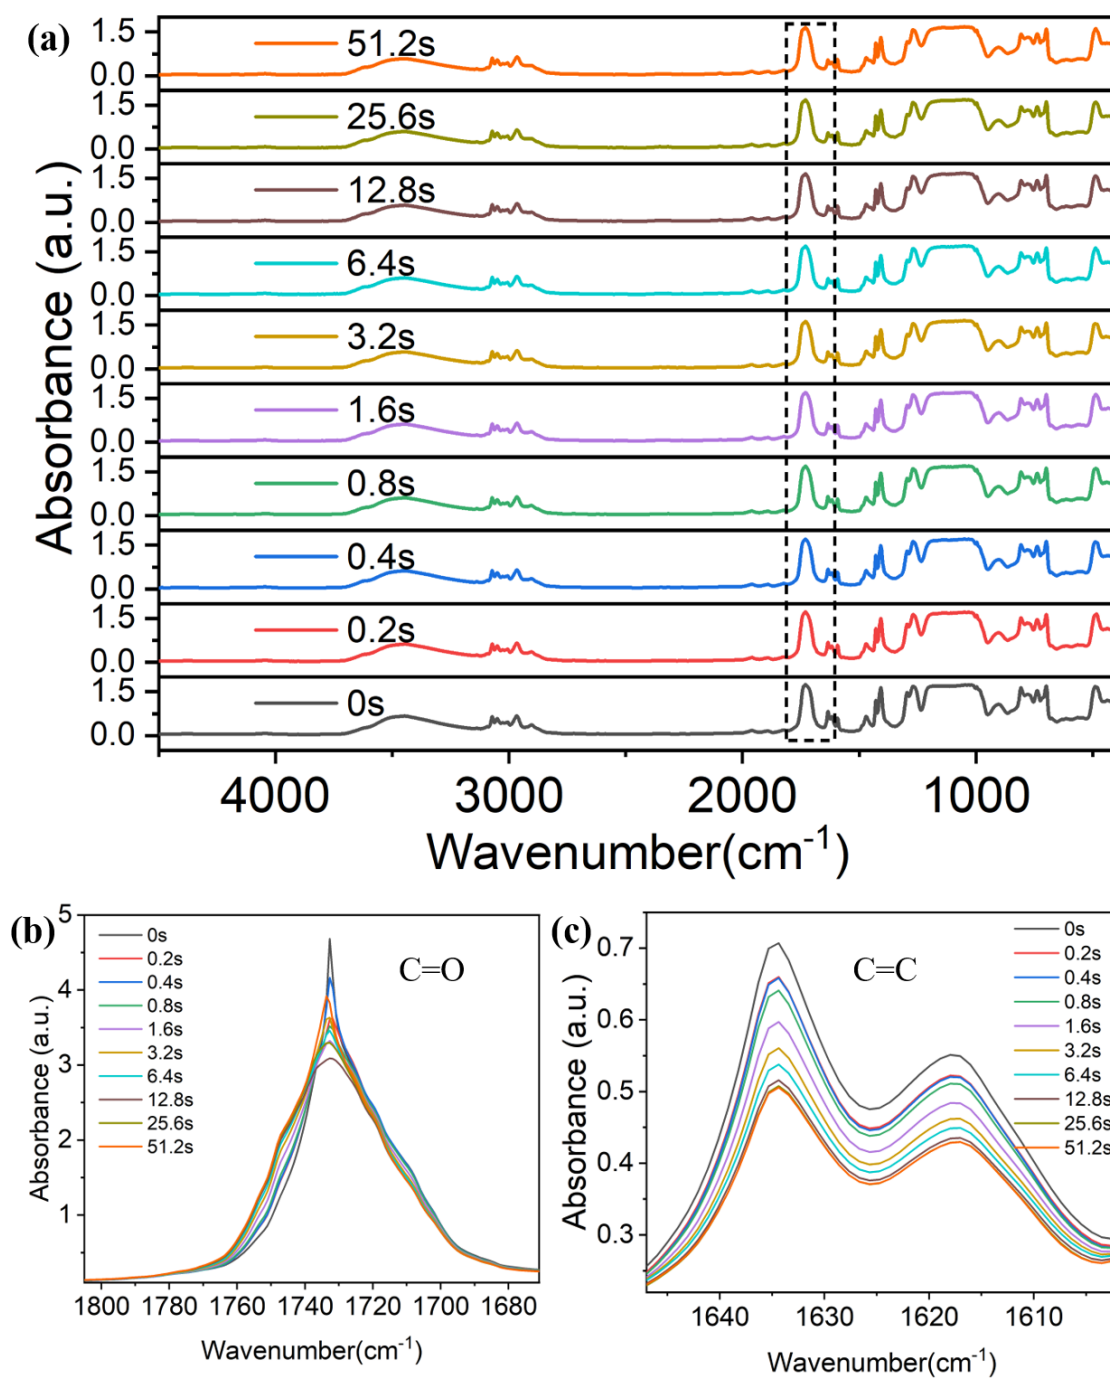 (a)
Absorbance (a.u.)
1.5
0.0
51.2s
1.5
0.0
25.6s
1.5
0.0
12.8s
1.5
0.0
6.4s
1.5
0.0
3.2s
1.5
0.0
1.6s
1.5
0.0
0.8s
1.5
0.0
0.4s
1.5
0.0
0.2s
1.5
0.0
0s
4000 3000 2000 1000
Wavenumber(cm⁻¹)
(b)
Absorbance (a.u.)
5
4
3
2
1
0s
0.2s
0.4s
0.8s
1.6s
3.2s
6.4s
12.8s
25.6s
51.2s
C=O
1800 1780 1760 1740 1720 1700 1680
Wavenumber(cm⁻¹)
(c)
Absorbance (a.u.)
0.7
0.6
0.5
0.4
0.3
C=C
0s
0.2s
0.4s
0.8s
1.6s
3.2s
6.4s
12.8s
25.6s
51.2s
1640 1630 1620 1610
Wavenumber(cm⁻¹)